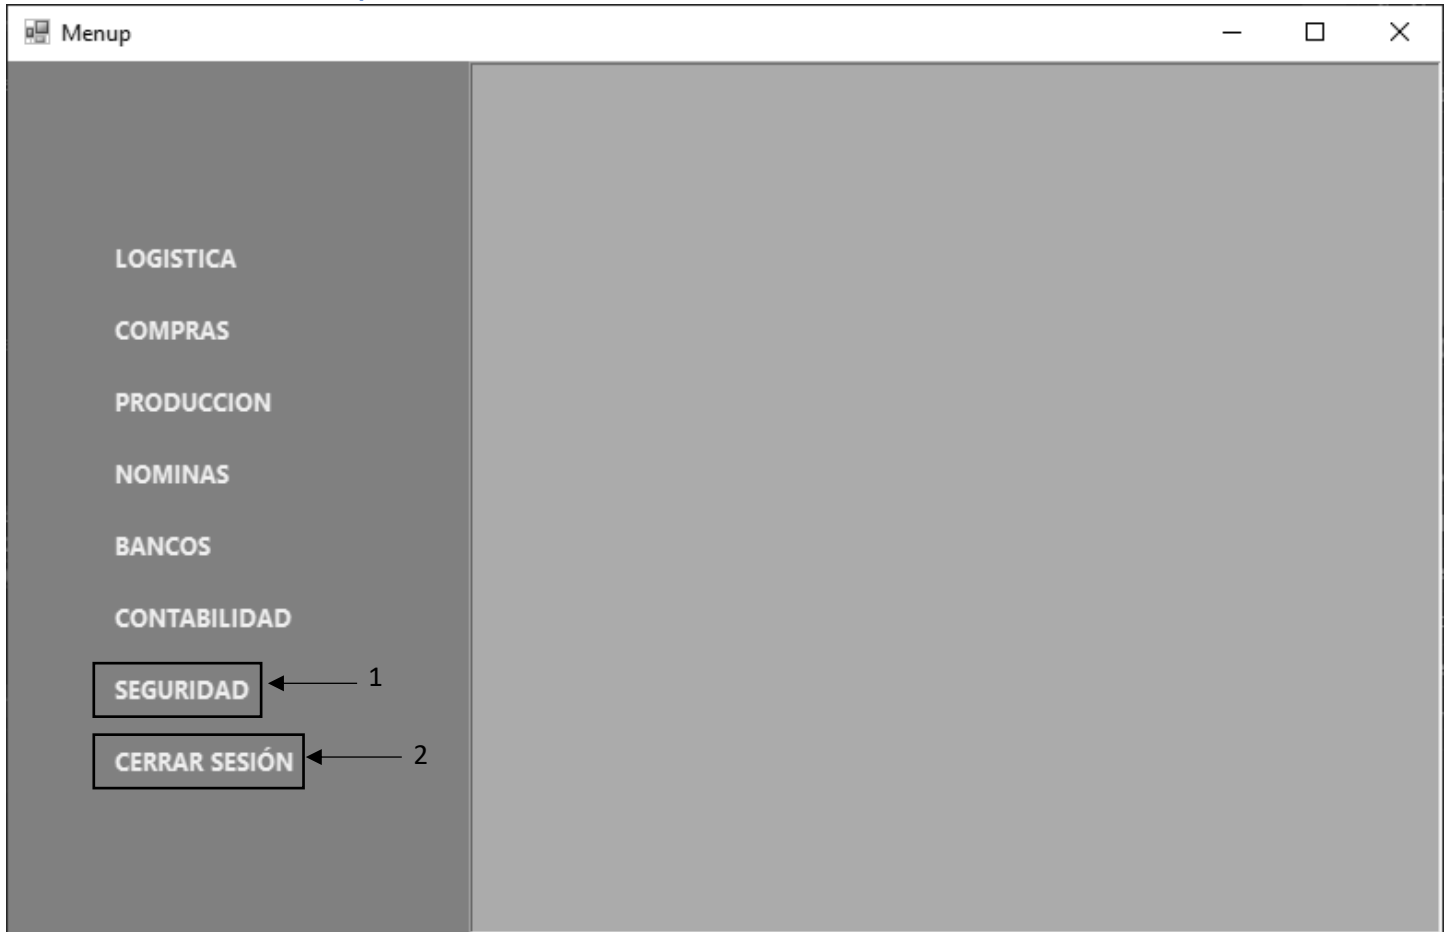 Menup
LOGISTICA
COMPRAS
PRODUCCION
NOMINAS
BANCOS
CONTABILIDAD
SEGURIDAD 1
CERRAR SESIÓN 2